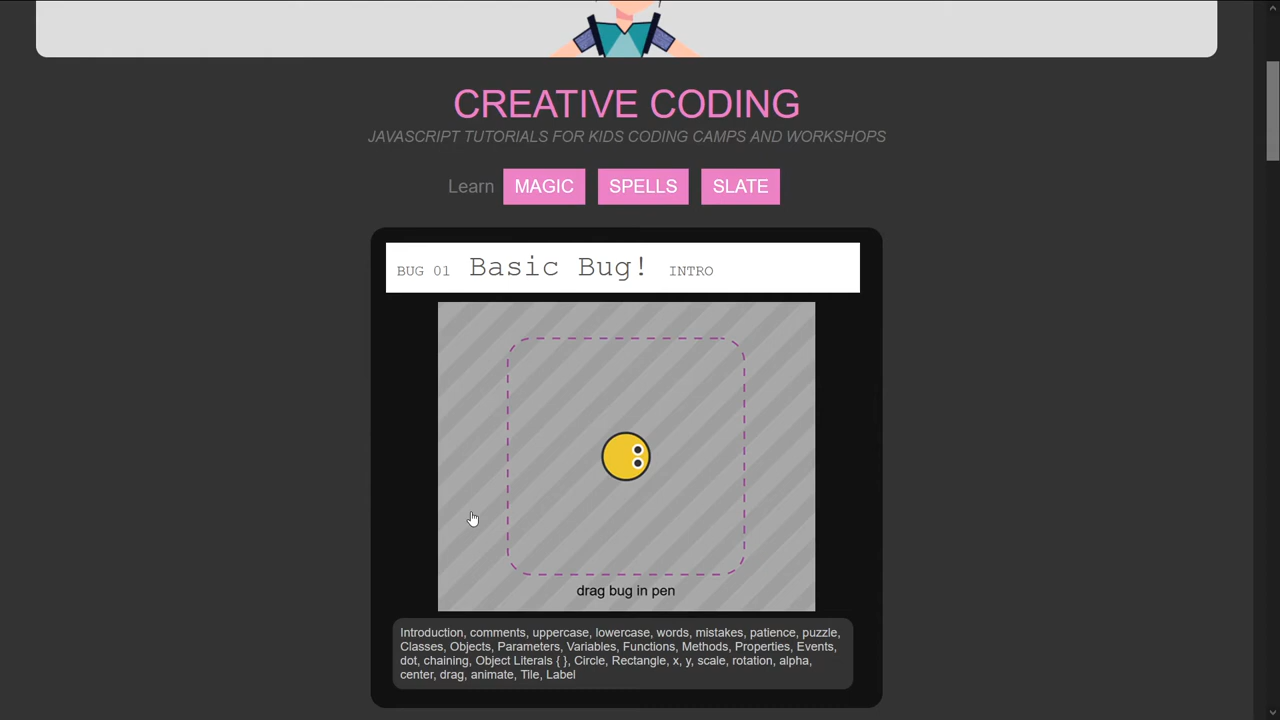 CREATIVE CODING
JAVASCRIPT TUTORIALS FOR KIDS CODING CAMPS AND WORKSHOPS
Learn MAGIC SPELLS SLATE
BUG 01 Basic Bug! INTRO
drag bug in pen
Introduction, comments, uppercase, lowercase, words, mistakes, patience, puzzle,
Classes, Objects, Parameters, Variables, Functions, Methods, Properties, Events,
dot, chaining, Object Literals { }, Circle, Rectangle, x, y, scale, rotation, alpha,
center, drag, animate, Tile, Label